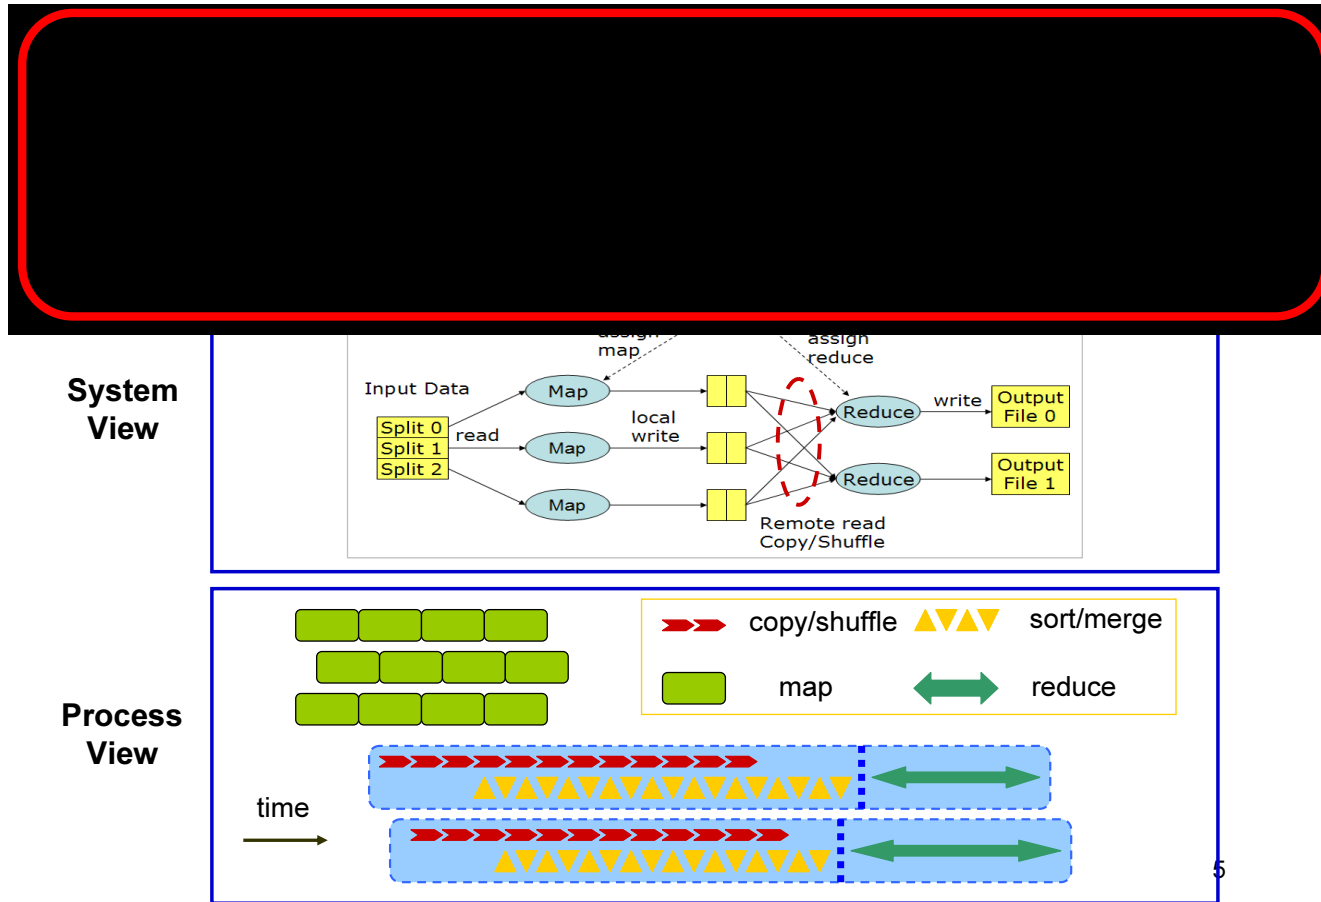 assign
map
assign
reduce
System
View
Input Data
Split 0
Split 1
Split 2
read
Map
Map
Map
local
write
Reduce
Reduce
write
Output
File 0
Output
File 1
Remote read
Copy/Shuffle
copy/shuffle
sort/merge
map
reduce
Process
View
time
5